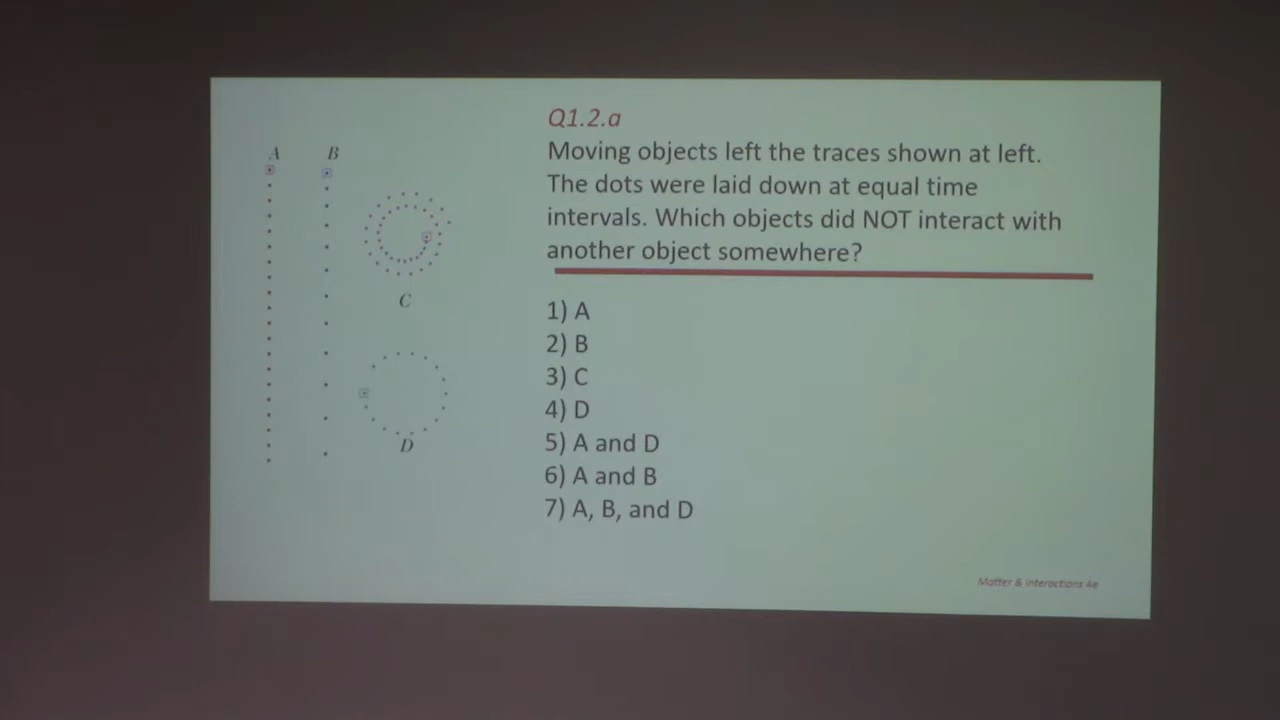 Q1.2.a
Moving objects left the traces shown at left.
The dots were laid down at equal time
intervals. Which objects did NOT interact with
another object somewhere?
1) A
2) B
3) C
4) D
5) A and D
6) A and B
7) A, B, and D
A
B
C
D
Matter & Interactions 4e